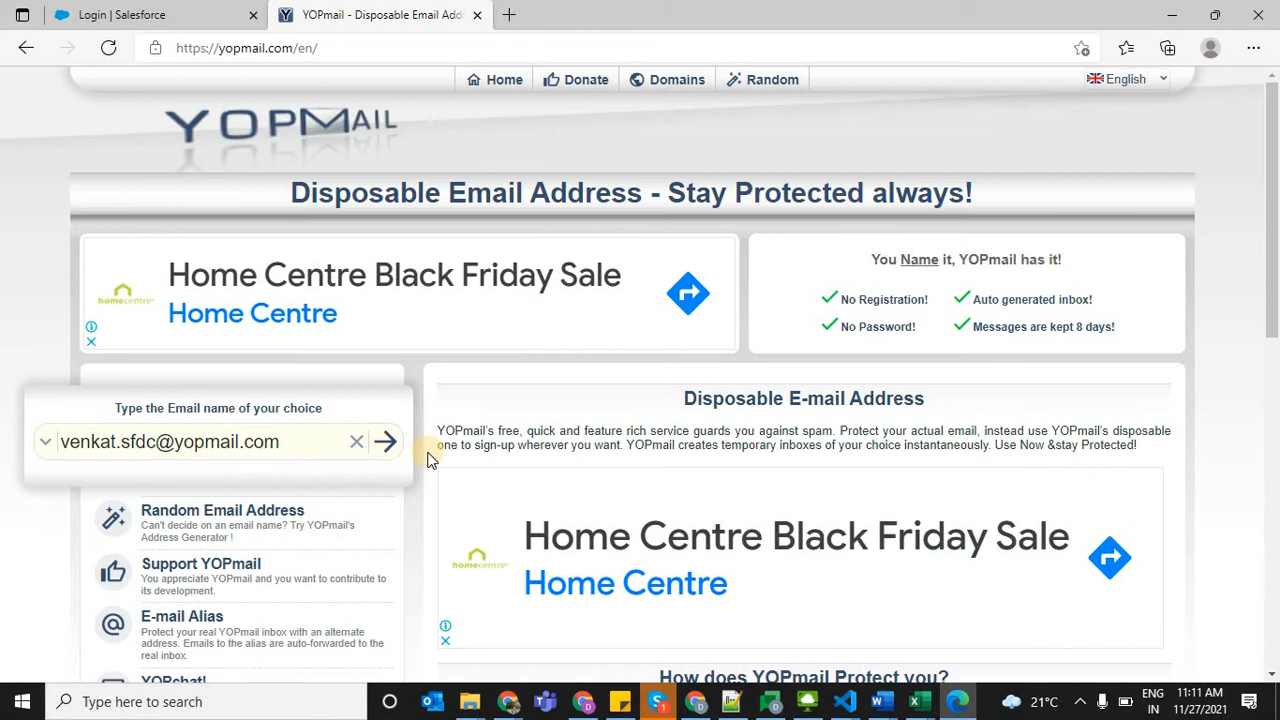 Login | Salesforce
YOPmail - Disposable Email Addr
https://yopmail.com/en/
Home
Donate
Domains
Random
English
YOPMAIL
Disposable Email Address - Stay Protected always!
Home Centre Black Friday Sale
Home Centre
homecentre
You Name it, YOPmail has it!
No Registration!
Auto generated inbox!
No Password!
Messages are kept 8 days!
Type the Email name of your choice
venkat.sfdc@yopmail.com
Random Email Address
Can't decide on an email name? Try YOPmail's
Address Generator !
Support YOPmail
You appreciate YOPmail and you want to contribute to
its development.
E-mail Alias
Protect your real YOPmail inbox with an alternate
address. Emails to the alias are auto-forwarded to the
real inbox.
YOPchat!
Disposable E-mail Address
YOPmail's free, quick and feature rich service guards you against spam. Protect your actual email, instead use YOPmail's disposable
one to sign-up wherever you want. YOPmail creates temporary inboxes of your choice instantaneously. Use Now &stay Protected!
Home Centre Black Friday Sale
Home Centre
homecentre
How does YOPmail Protect you?
Type here to search
21°C
ENG
IN
11:11 AM
11/27/2021